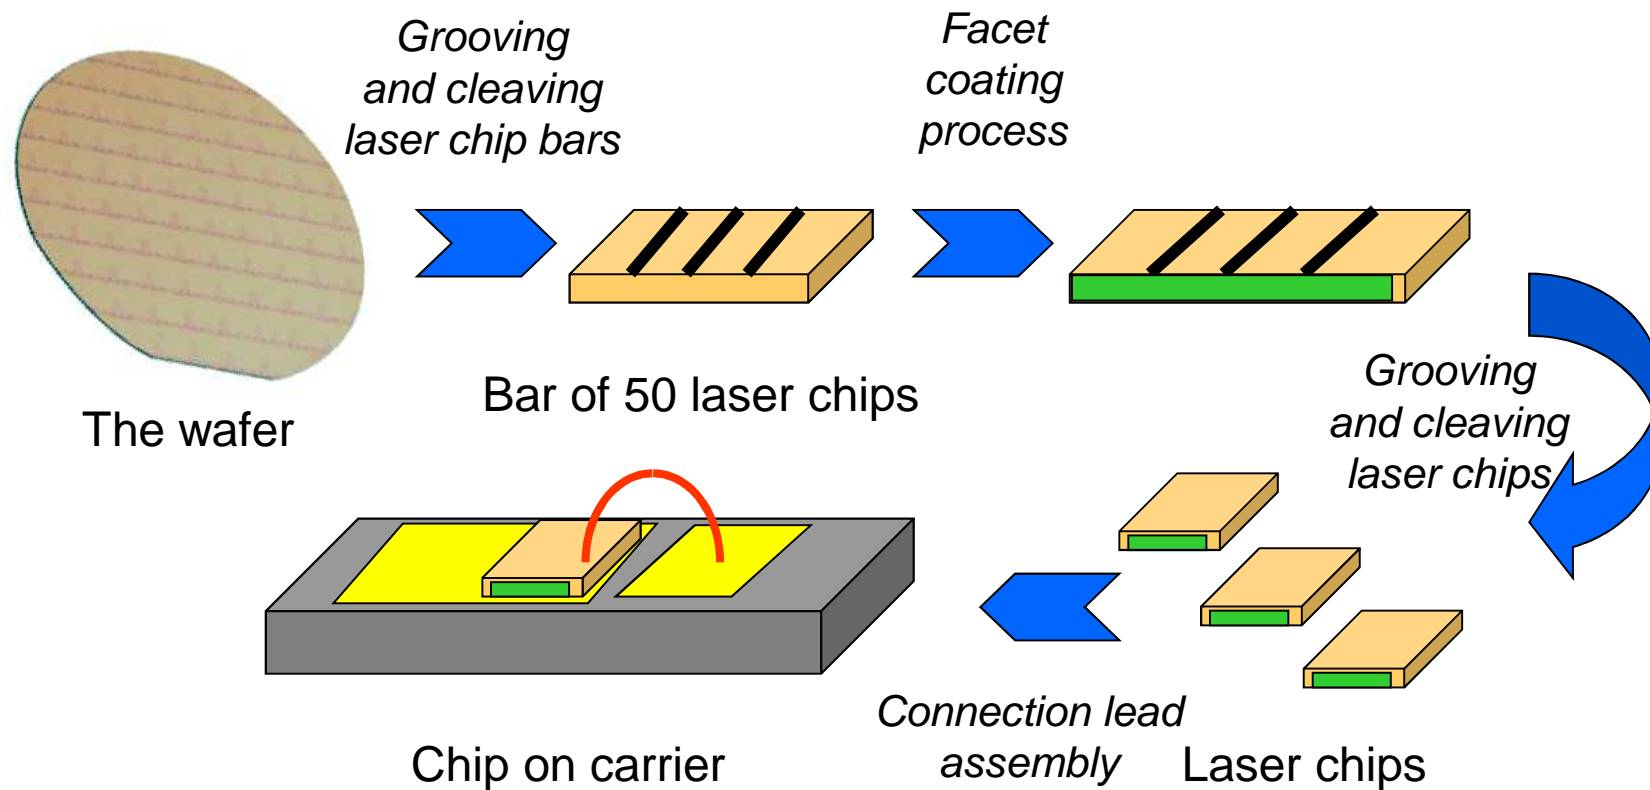 Grooving
and cleaving
laser chip bars
Facet
coating
process
The wafer
Bar of 50 laser chips
Grooving
and cleaving
laser chips
Connection lead
assembly
Laser chips
Chip on carrier